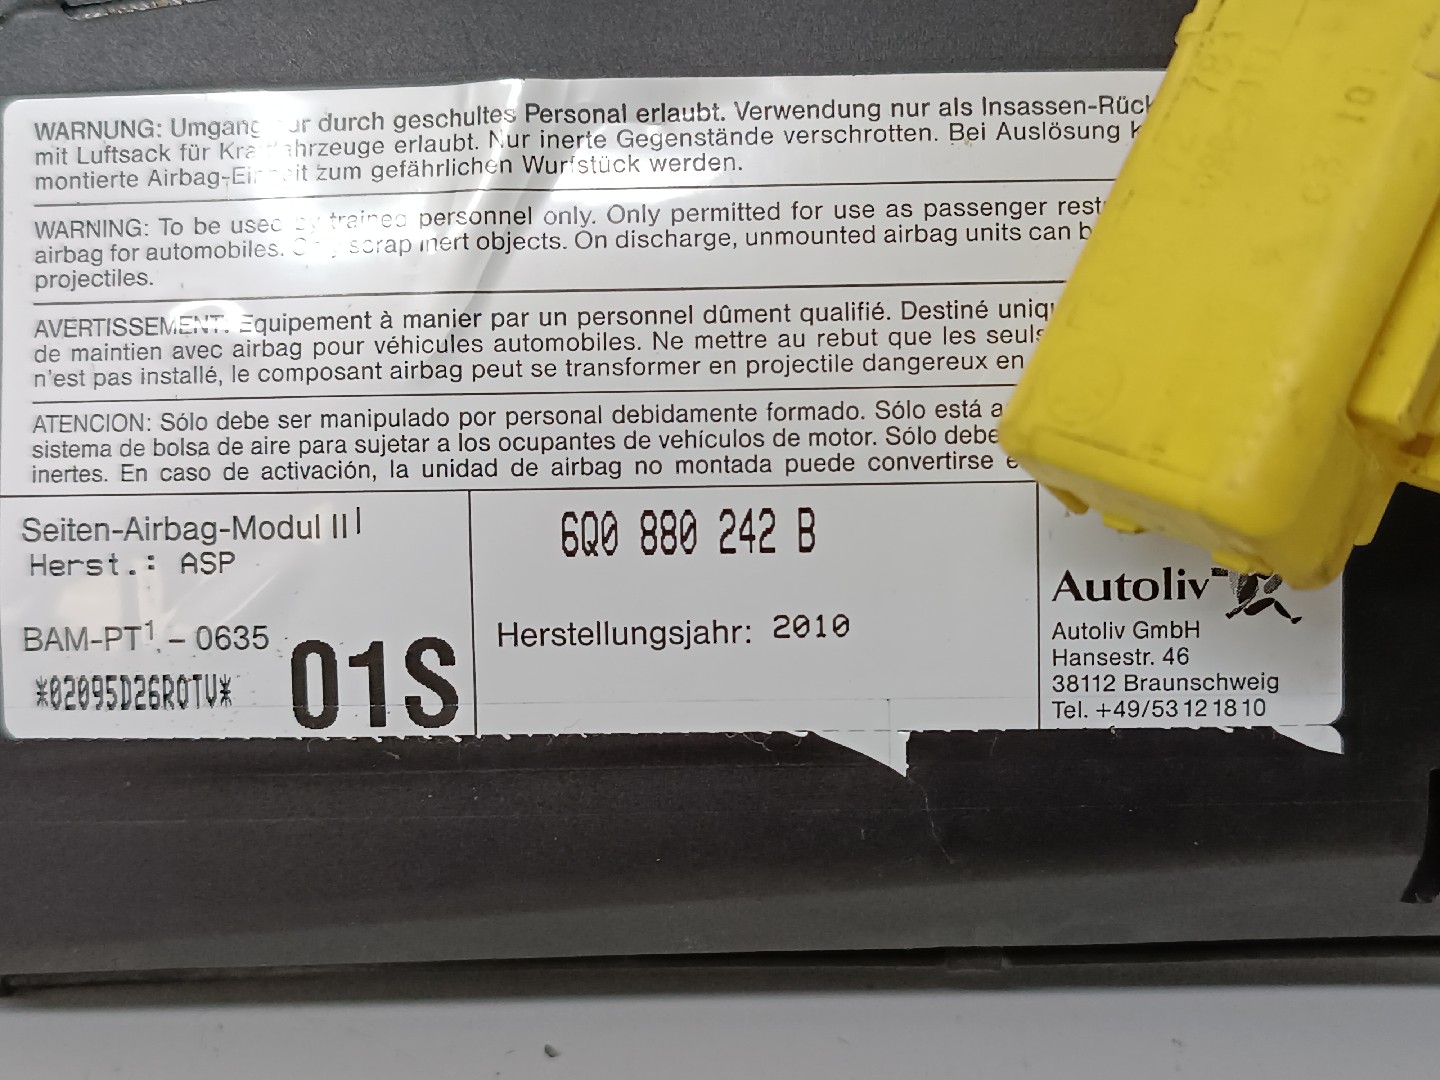 WARNUNG: Umgang durch geschultes Personal erlaubt. Verwendung nur als Insassen-Rück
mit Luftsack für erlaubt. Nur inerte Gegenstände verschrotten. Bei Auslösung
montierte zum gefährlichen Wurfstück werden.
WARNING: To be used by trained personnel only. Only permitted for use as passenger rest
airbag for automobiles. Only scrap inert objects. On discharge, unmounted airbag units can b
projectiles.
AVERTISSEMENT: Equipement à manier par un personnel dûment qualifié. Destiné uniq
de maintien avec airbag pour véhicules automobiles. Ne mettre au rebut que les seuls
n'est pas installé, le composant airbag peut se transformer en projectile dangereux en
ATENCION: Sólo debe ser manipulado por personal debidamente formado. Sólo está a
sistema de bolsa de aire para sujetar a los ocupantes de vehículos de motor. Sólo debe
inertes. En caso de activación, la unidad de airbag no montada puede convertirse e
Seiten-Airbag-Modul III
Herst.: ASP
BAM-PT1 - 0635
*02095D26ROTV*
01S
6Q0 880 242 B
Herstellungsjahr: 2010
Autoliv
Autoliv GmbH
Hansestr. 46
38112 Braunschweig
Tel. +49/53 12 18 10